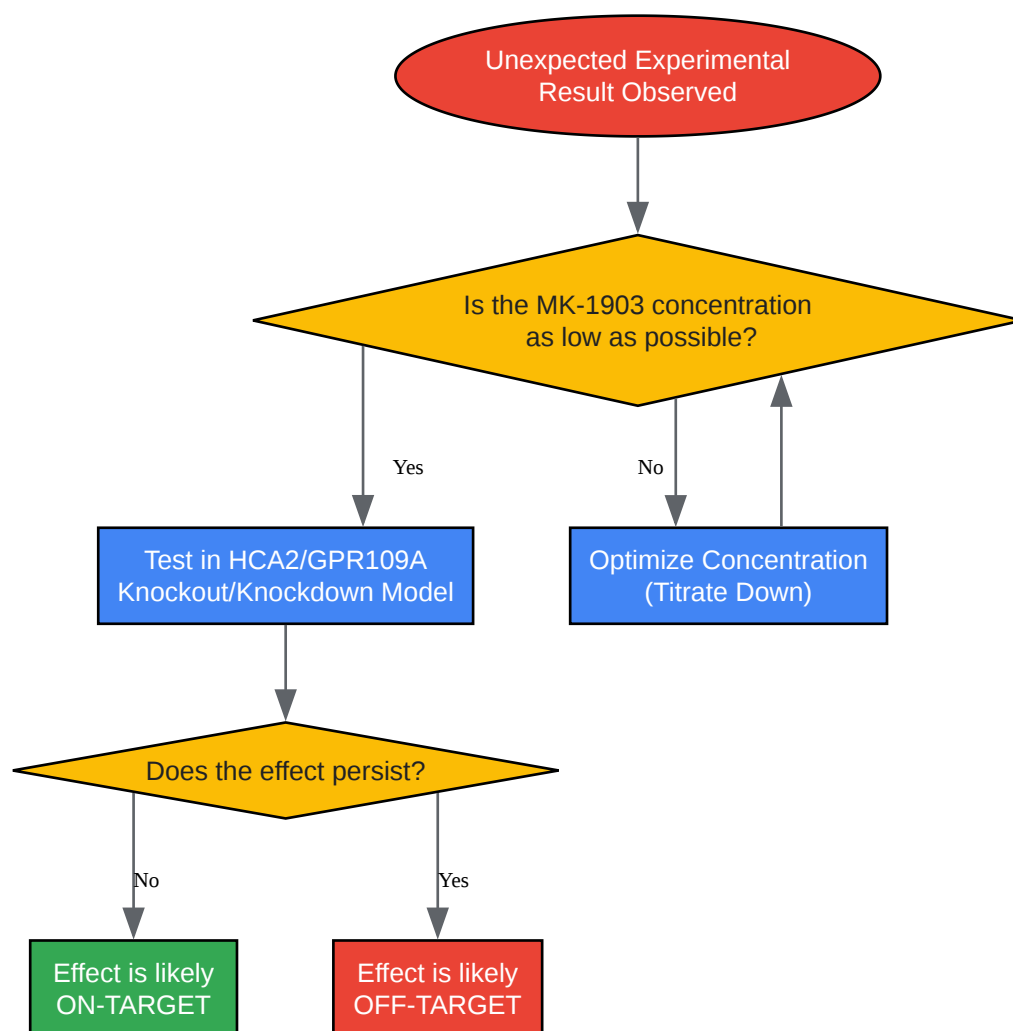 Unexpected Experimental
Result Observed
Is the MK-1903 concentration
as low as possible?
Yes
No
Test in HCA2/GPR109A
Knockout/Knockdown Model
Optimize Concentration
(Titrate Down)
Does the effect persist?
No
Yes
Effect is likely
ON-TARGET
Effect is likely
OFF-TARGET